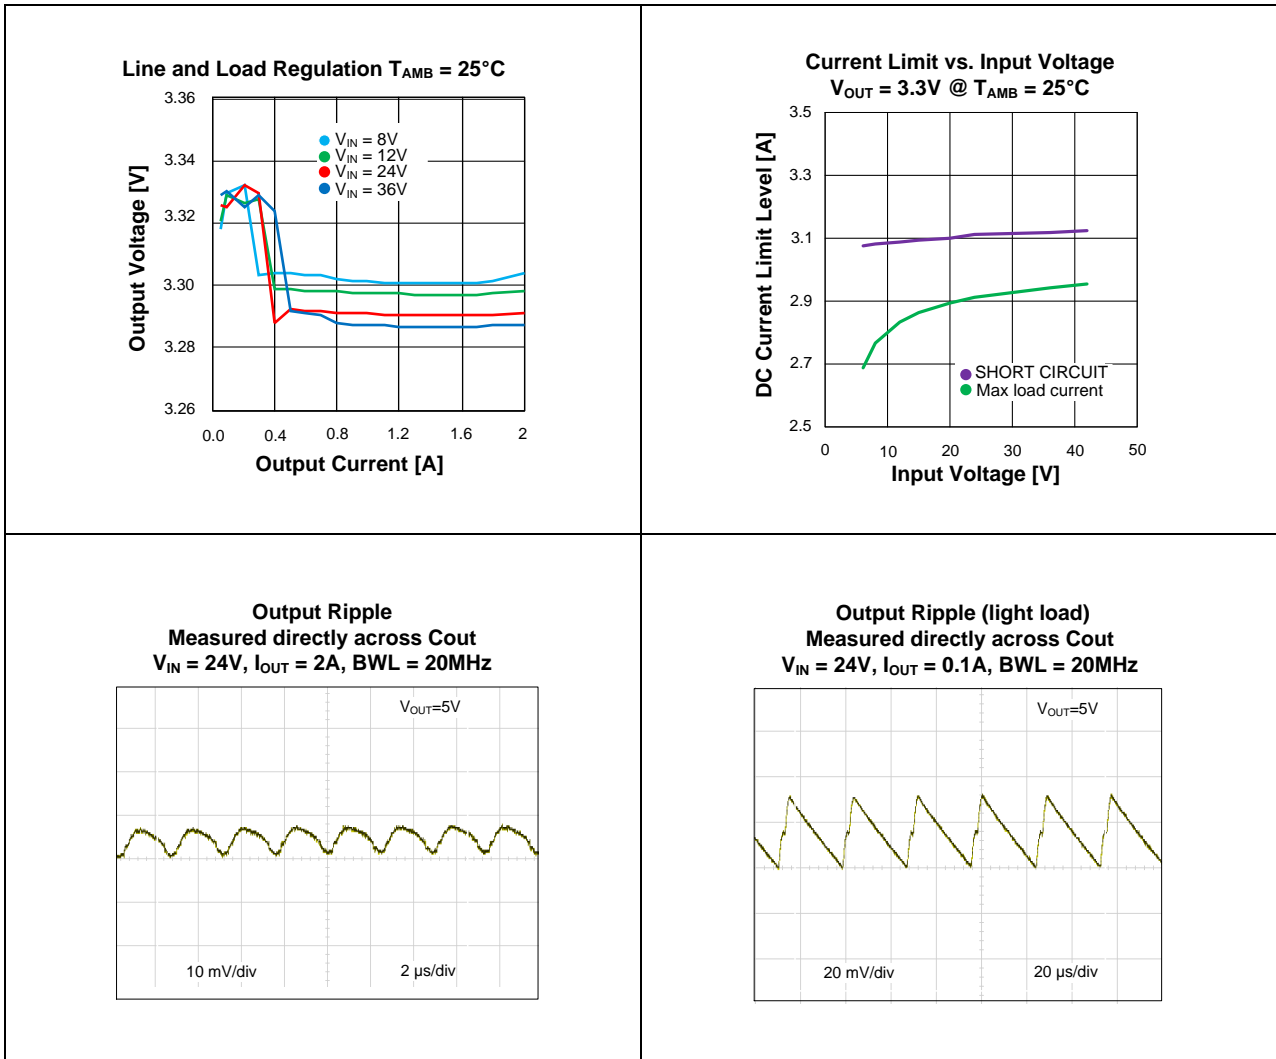 Line and Load Regulation TAMB = 25°C
3.36
3.34
3.32
3.30
3.28
3.26
Output Voltage [V]
VIN = 8V
VIN = 12V
VIN = 24V
VIN = 36V
0.0 0.4 0.8 1.2 1.6 2
Output Current [A]
Current Limit vs. Input Voltage
VOUT = 3.3V @ TAMB = 25°C
3.5
3.3
3.1
2.9
2.7
2.5
DC Current Limit Level [A]
SHORT CIRCUIT
Max load current
0 10 20 30 40 50
Input Voltage [V]
Output Ripple
Measured directly across Cout
VIN = 24V, IOUT = 2A, BWL = 20MHz
VOUT=5V
10 mV/div 2 µs/div
Output Ripple (light load)
Measured directly across Cout
VIN = 24V, IOUT = 0.1A, BWL = 20MHz
VOUT=5V
20 mV/div 20 µs/div